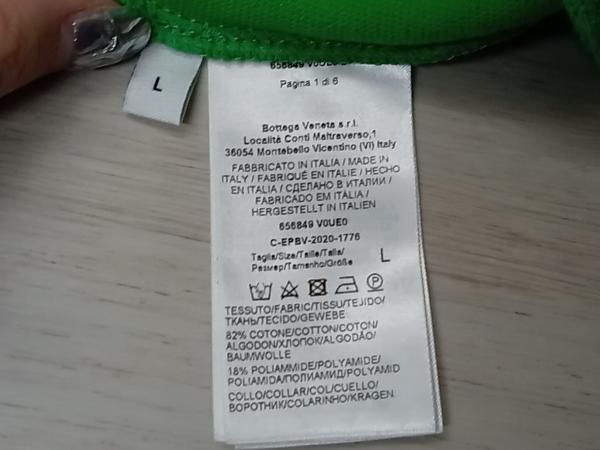 L
656849 V0UE0
Pagina 1 di 6
Bottega Veneta s.r.l.
Località Conti Maltraverso,1
36054 Montebello Vicentino (VI) Italy
FABBRICATO IN ITALIA / MADE IN
ITALY / FABRIQUÉ EN ITALIE / HECHO
EN ITALIA / СДЕЛАНО В ИТАЛИИ /
FABRICADO EM ITÁLIA /
HERGESTELLT IN ITALIEN
656849 V0UE0
C-EPBV-2020-1776
Taglia/Size/Taille/Talla/
Размер/Tamanho/Größe L
TESSUTO/FABRIC/TISSU/TEJIDO/
ТКАНЬ/TECIDO/GEWEBE
82% COTONE/COTTON/COTON/
ALGODON/ХЛОПОК/ALGODÃO/
BAUMWOLLE
18% POLIAMMIDE/POLYAMIDE/
POLIAMIDA/ПОЛИАМИД/POLYAMID
COLLO/COLLAR/COL/CUELLO/
ВОРОТНИК/COLARINHO/KRAGEN